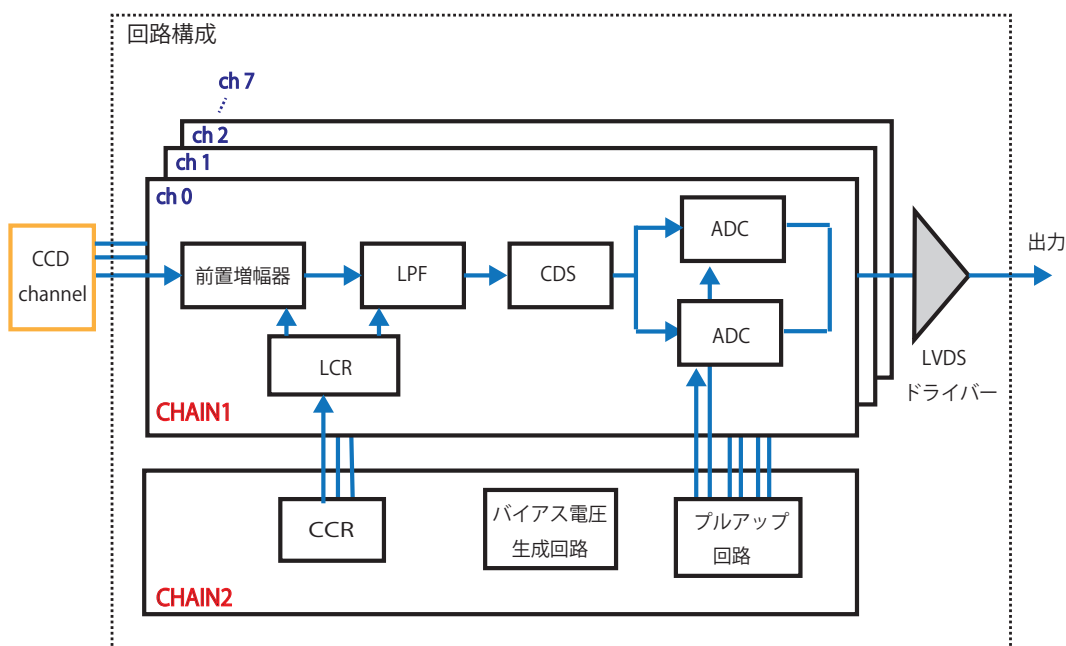 回路構成
ch 7
ch 2
ch 1
ch 0
CCD
channel
前置増幅器
LPF
CDS
ADC
ADC
LCR
CHAIN1
出力
LVDS
ドライバー
CCR
バイアス電圧
生成回路
プルアップ
回路
CHAIN2